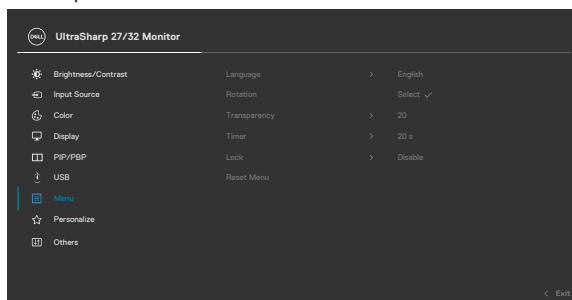 DELL UltraSharp 27/32 Monitor
Brightness/Contrast Language > English
Input Source Rotation Select ✓
Color Transparency > 20
Display Timer > 20 s
PIP/PBP Lock > Disable
USB Reset Menu
Menu
Personalize
Others
< Exit